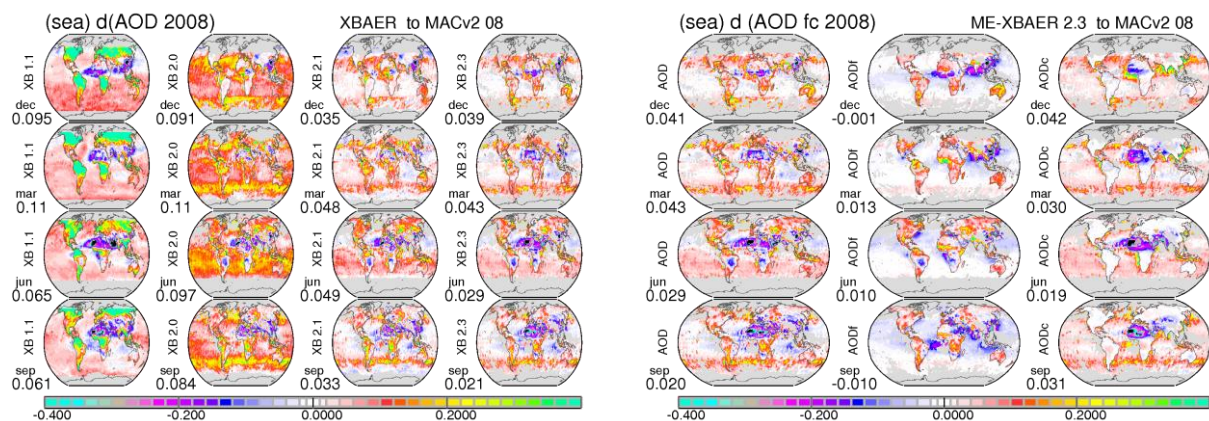 (sea) d(AOD 2008) XBAER to MACv2 08
XB 1.1 XB 2.0 XB 2.1 XB 2.3
dec dec dec dec
0.095 0.091 0.035 0.039
XB 1.1 XB 2.0 XB 2.1 XB 2.3
mar mar mar mar
0.11 0.11 0.048 0.043
XB 1.1 XB 2.0 XB 2.1 XB 2.3
jun jun jun jun
0.065 0.097 0.049 0.029
XB 1.1 XB 2.0 XB 2.1 XB 2.3
sep sep sep sep
0.061 0.084 0.033 0.021
-0.400 -0.200 0.0000 0.2000
(sea) d (AOD fc 2008) ME-XBAER 2.3 to MACv2 08
AOD AODf AODc
dec dec dec
0.041 -0.001 0.042
AOD AODf AODc
mar mar mar
0.043 0.013 0.030
AOD AODf AODc
jun jun jun
0.029 0.010 0.019
AOD AODf AODc
sep sep sep
0.020 -0.010 0.031
-0.400 -0.200 0.0000 0.2000